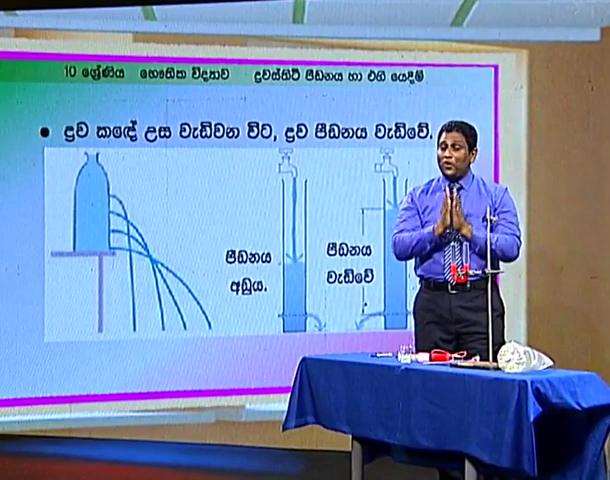 10 ශ්‍රේණිය භෞතික විද්‍යාව ද්‍රවස්ථිති පීඩනය හා එහි යෙදීම්
• ද්‍රව කඳේ උස වැඩිවන විට, ද්‍රව පීඩනය වැඩිවේ.
පීඩනය අඩුය.
පීඩනය වැඩිවේ